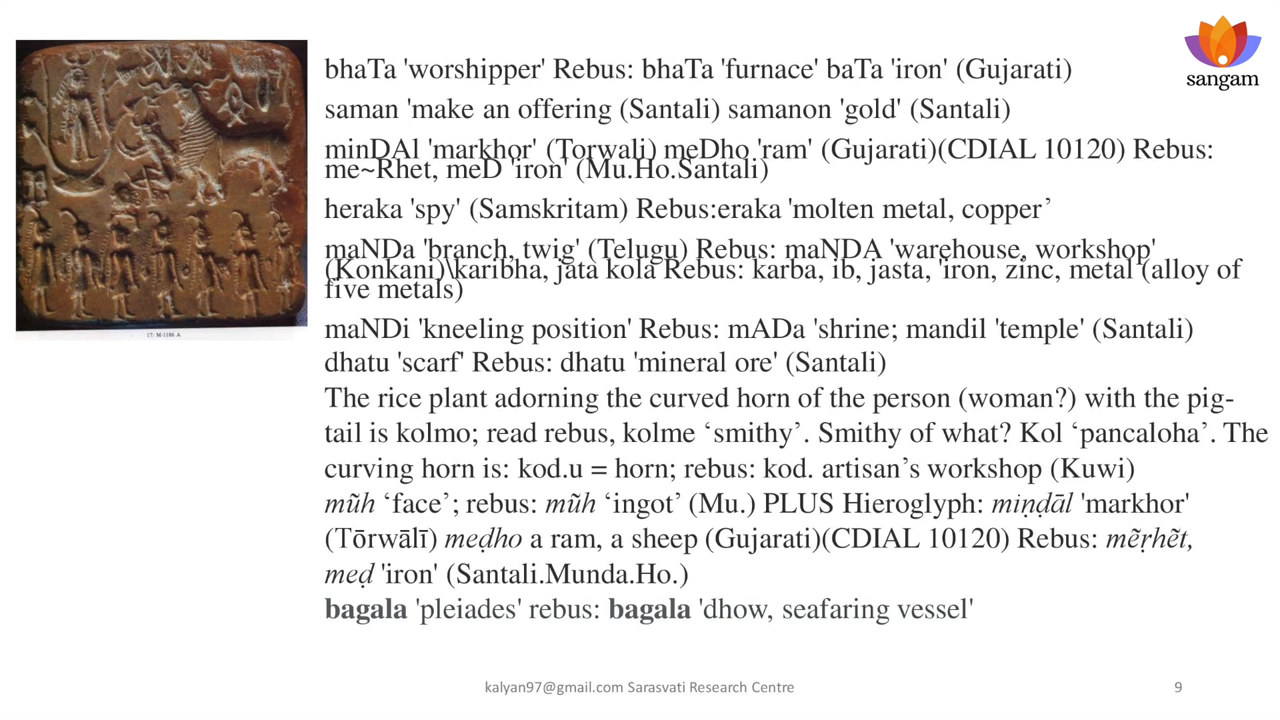 sangam
bhaTa 'worshipper' Rebus: bhaTa 'furnace' baTa 'iron' (Gujarati)
saman 'make an offering (Santali) samanon 'gold' (Santali)
minDAl 'markhor' (Torwali) meDho 'ram' (Gujarati)(CDIAL 10120) Rebus:
me~Rhet, meD 'iron' (Mu.Ho.Santali)
heraka 'spy' (Samskritam) Rebus:eraka 'molten metal, copper’
maNDa 'branch, twig' (Telugu) Rebus: maNDA 'warehouse, workshop'
(Konkani)\karibha, jata kola Rebus: karba, ib, jasta, 'iron, zinc, metal (alloy of
five metals)
maNDi 'kneeling position' Rebus: mADa 'shrine; mandil 'temple' (Santali)
dhatu 'scarf' Rebus: dhatu 'mineral ore' (Santali)
The rice plant adorning the curved horn of the person (woman?) with the pig-
tail is kolmo; read rebus, kolme ‘smithy’. Smithy of what? Kol ‘pancaloha’. The
curving horn is: kod.u = horn; rebus: kod. artisan’s workshop (Kuwi)
mũh ‘face’; rebus: mũh ‘ingot’ (Mu.) PLUS Hieroglyph: miṇḍāl 'markhor'
(Tōrwālī) meḍho a ram, a sheep (Gujarati)(CDIAL 10120) Rebus: mẽṛhẽt,
meḍ 'iron' (Santali.Munda.Ho.)
bagala 'pleiades' rebus: bagala 'dhow, seafaring vessel'
17: M-1186 A
kalyan97@gmail.com Sarasvati Research Centre
9